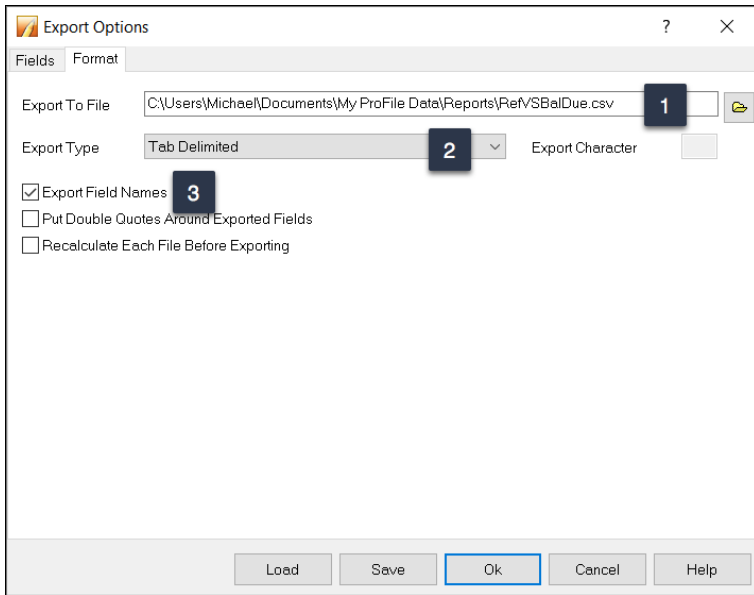 Export Options
Fields Format
Export To File C:\Users\Michael\Documents\My ProFile Data\Reports\RefVSBalDue.csv 1
Export Type Tab Delimited 2 Export Character
Export Field Names 3
Put Double Quotes Around Exported Fields
Recalculate Each File Before Exporting
Load Save Ok Cancel Help